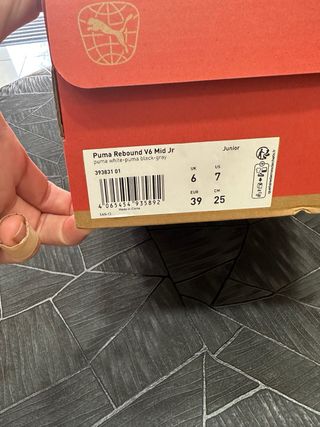 Puma Rebound V6 Mid Jr
Junior
puma white-puma black-gray
393831 01
UK US
6 7
EUR CM
39 25
4 065454 935892
Made in China